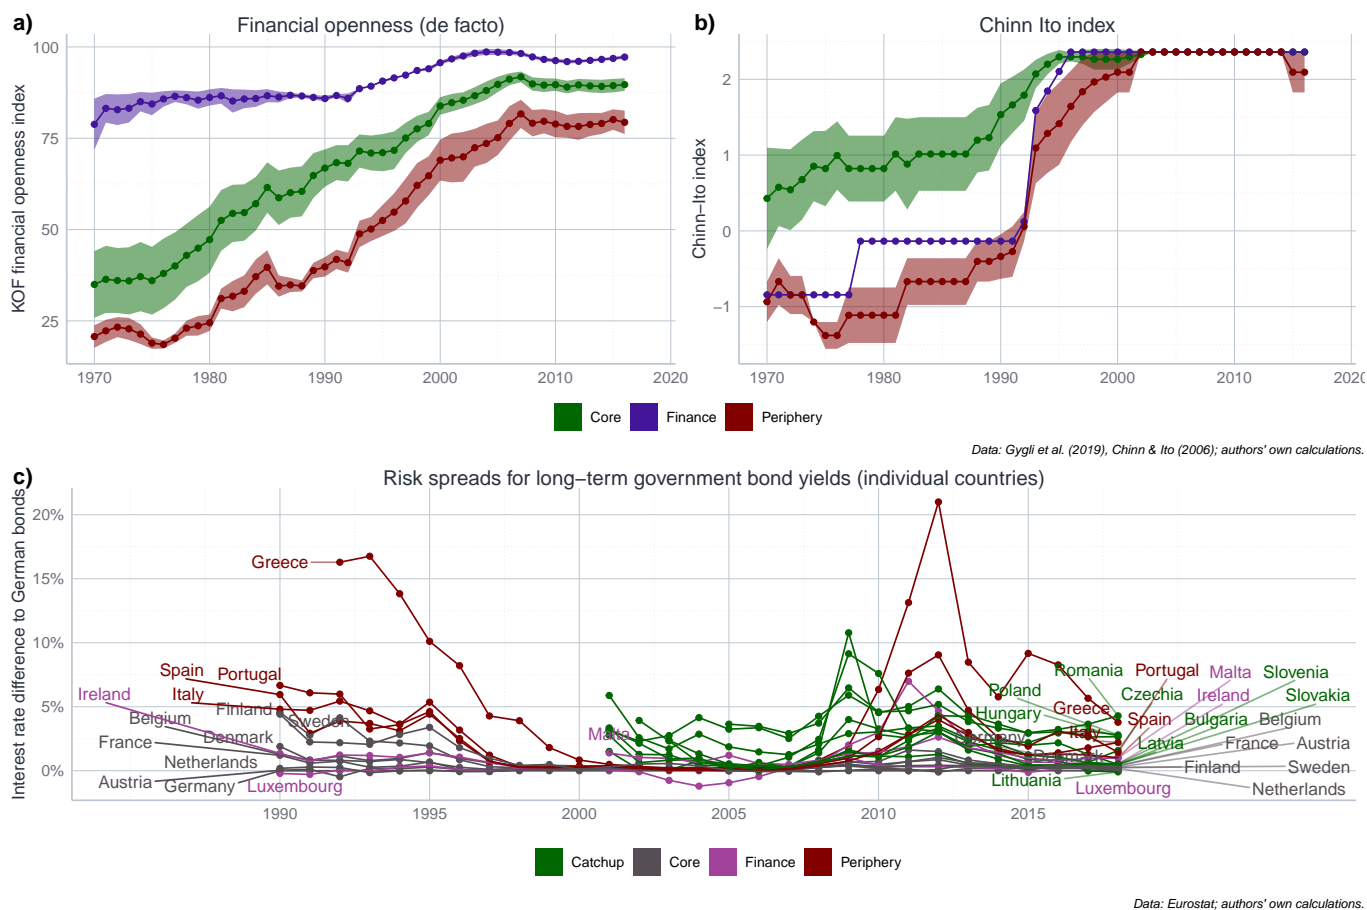 a)
Financial openness (de facto)
KOF financial openness index
100
75
50
25
1970 1980 1990 2000 2010 2020
b)
Chinn Ito index
Chinn−Ito index
2
1
0
−1
1970 1980 1990 2000 2010 2020
Core Finance Periphery
Data: Gygli et al. (2019), Chinn & Ito (2006); authors' own calculations.
c)
Risk spreads for long−term government bond yields (individual countries)
Interest rate difference to German bonds
20%
15%
10%
5%
0%
Greece
Spain Portugal
Ireland Italy
Finland
Belgium Sweden
Denmark
France
Netherlands
Austria Germany Luxembourg
Malta
Romania Portugal Malta Slovenia
Poland Czechia Ireland Slovakia
Hungary Greece Spain Bulgaria Belgium
Italy
Germany Latvia France Austria
Denmark
Lithuania Finland Sweden
Luxembourg Netherlands
1990 1995 2000 2005 2010 2015
Catchup Core Finance Periphery
Data: Eurostat; authors' own calculations.